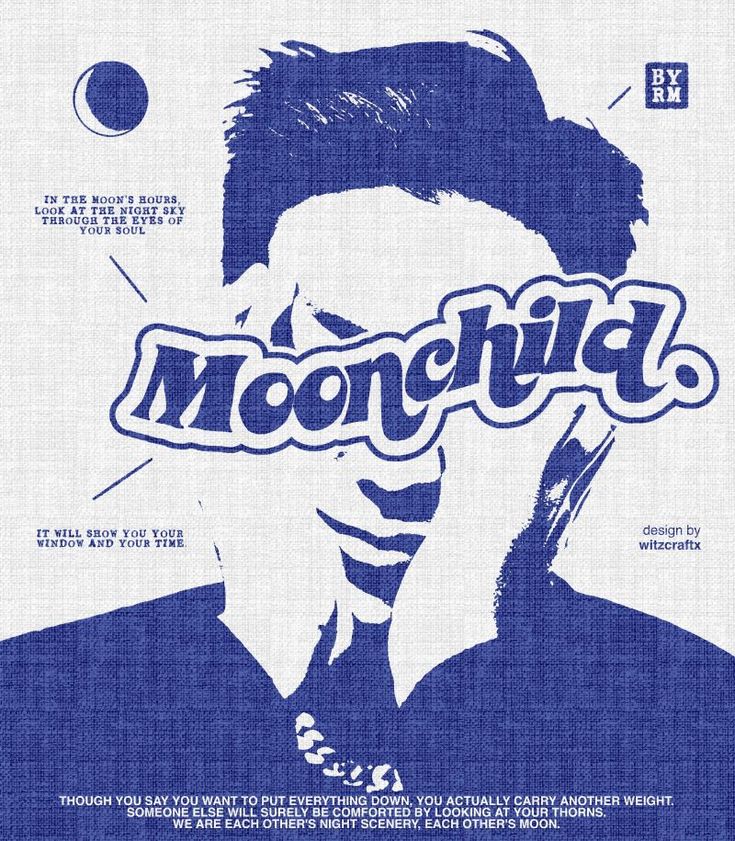 BY
RM
IN THE MOON'S HOURS,
LOOK AT THE NIGHT SKY
THROUGH THE EYES OF
YOUR SOUL
Moonchild.
IT WILL SHOW YOU YOUR
WINDOW AND YOUR TIME.
design by
witzcraftx
THOUGH YOU SAY YOU WANT TO PUT EVERYTHING DOWN, YOU ACTUALLY CARRY ANOTHER WEIGHT.
SOMEONE ELSE WILL SURELY BE COMFORTED BY LOOKING AT YOUR THORNS.
WE ARE EACH OTHER'S NIGHT SCENERY, EACH OTHER'S MOON.